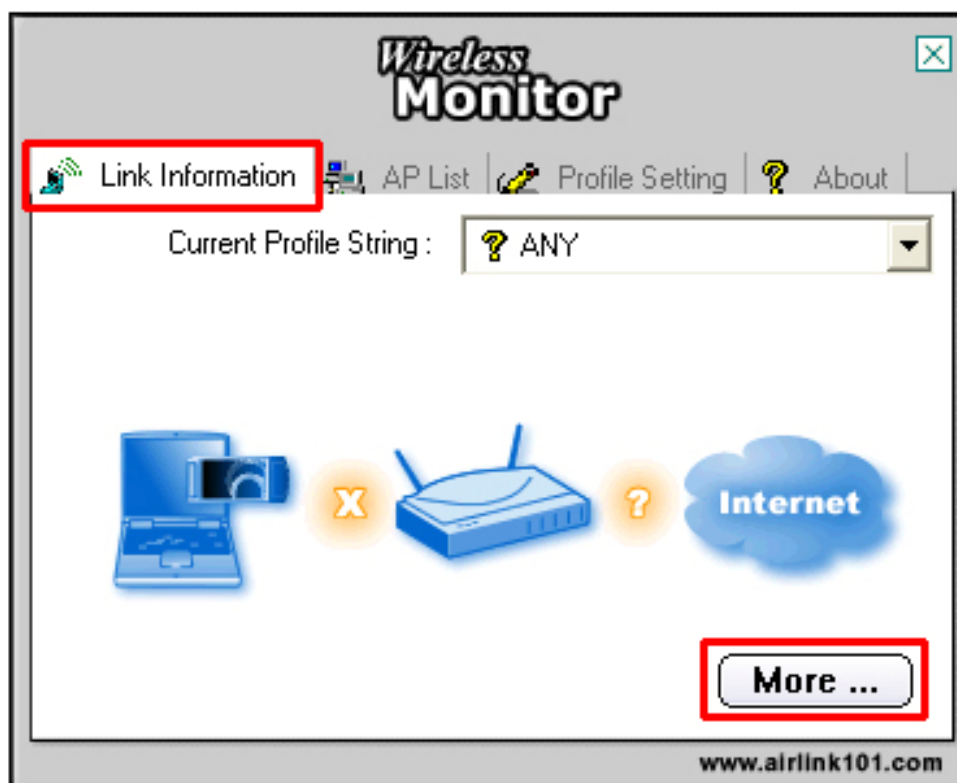 Wireless
Monitor
Link Information AP List Profile Setting ? About
Current Profile String : ? ANY
X ? Internet
More ...
www.airlink101.com